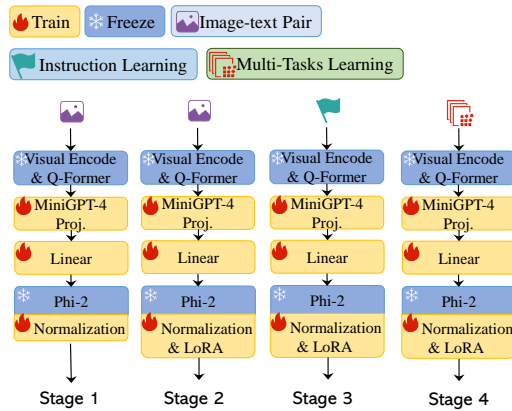 Train
Freeze
Image-text Pair
Instruction Learning
Multi-Tasks Learning
Visual Encode
& Q-Former
MiniGPT-4
Proj.
Linear
Phi-2
Normalization
Stage 1
Visual Encode
& Q-Former
MiniGPT-4
Proj.
Linear
Phi-2
Normalization
& LoRA
Stage 2
Visual Encode
& Q-Former
MiniGPT-4
Proj.
Linear
Phi-2
Normalization
& LoRA
Stage 3
Visual Encode
& Q-Former
MiniGPT-4
Proj.
Linear
Phi-2
Normalization
& LoRA
Stage 4